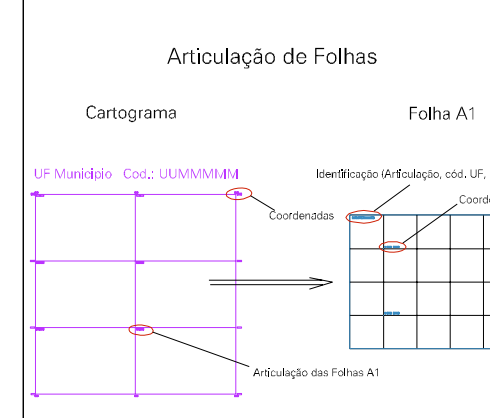 Articulação de Folhas
Cartograma
Folha A1
UF Municipio Cod.: UUMMMMM
Identificação (Articulação, cód. UF,
Coorde
Coordenadas
Articulação das Folhas A1